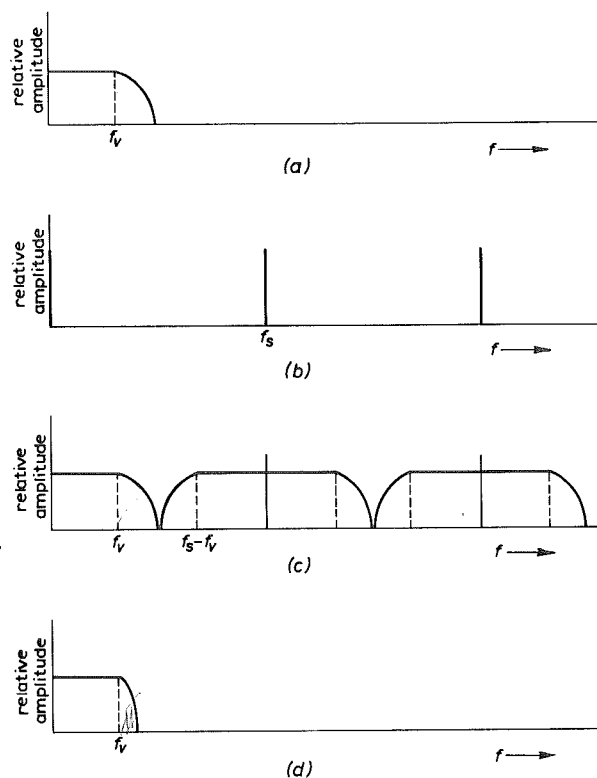 relative
amplitude
f_v
f
(a)
relative
amplitude
f_s
f
(b)
relative
amplitude
f_v
f_s–f_v
f
(c)
relative
amplitude
f_v
f
(d)